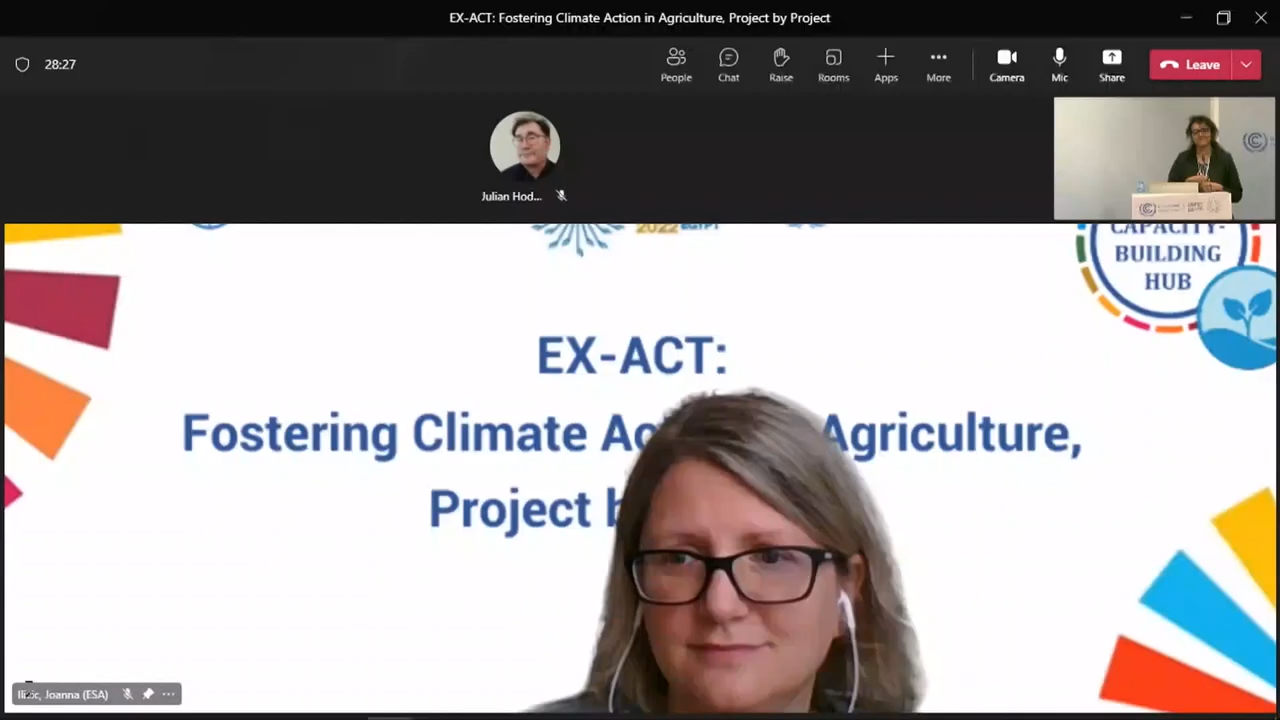 EX-ACT: Fostering Climate Action in Agriculture, Project by Project
28:27
People
Chat
Raise
Rooms
Apps
More
Camera
Mic
Share
Leave
Julian Hod...
2022 EGYPT
CAPACITY-
BUILDING
HUB
EX-ACT:
Fostering Climate Ac Agriculture,
Project b
Joanna (ESA)